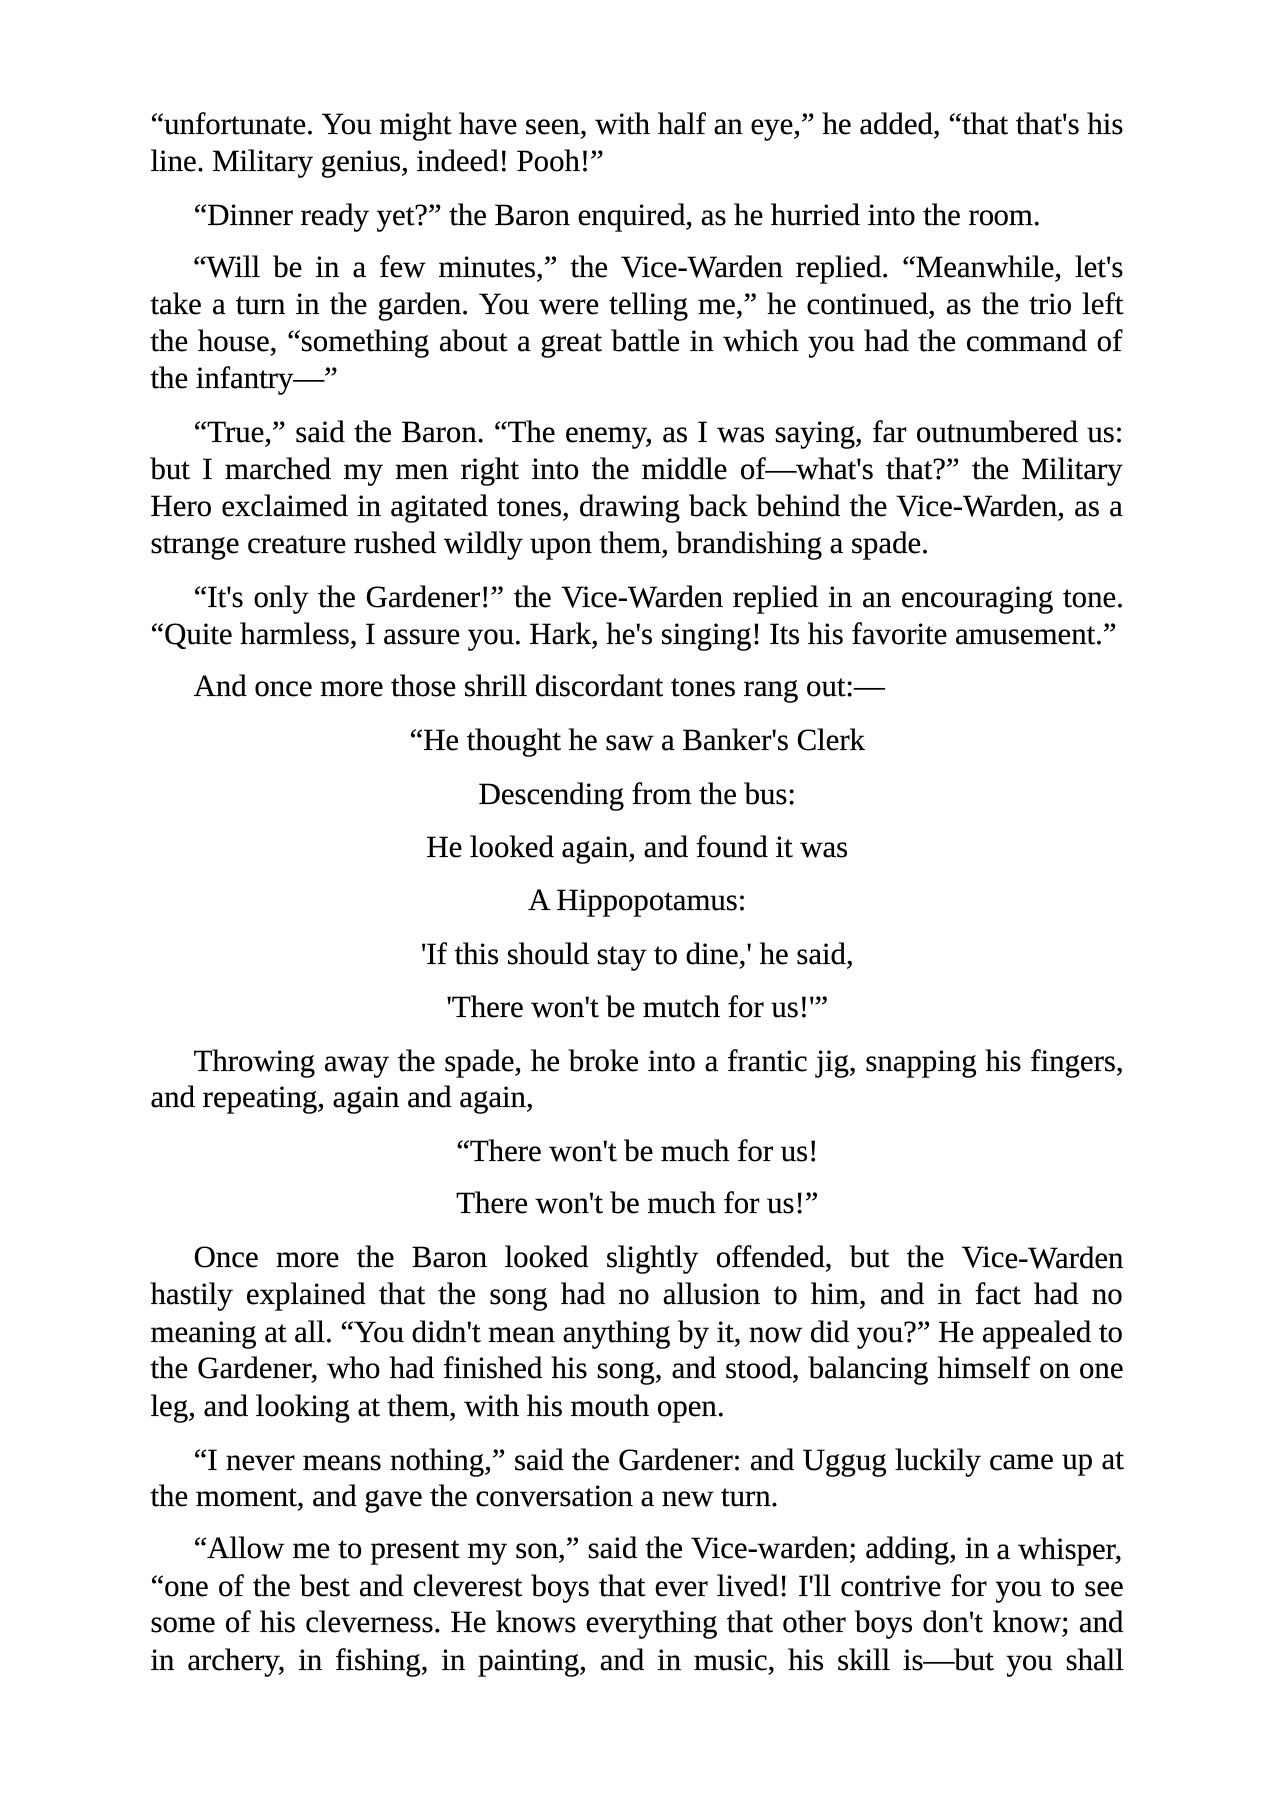 “unfortunate. You might have seen, with half an eye,” he added, “that that's his
line. Military genius, indeed! Pooh!”
“Dinner ready yet?” the Baron enquired, as he hurried into the room.
“Will be in a few minutes,” the Vice-Warden replied. “Meanwhile, let's
take a turn in the garden. You were telling me,” he continued, as the trio left
the house, “something about a great battle in which you had the command of
the infantry—”
“True,” said the Baron. “The enemy, as I was saying, far outnumbered us:
but I marched my men right into the middle of—what's that?” the Military
Hero exclaimed in agitated tones, drawing back behind the Vice-Warden, as a
strange creature rushed wildly upon them, brandishing a spade.
“It's only the Gardener!” the Vice-Warden replied in an encouraging tone.
“Quite harmless, I assure you. Hark, he's singing! Its his favorite amusement.”
And once more those shrill discordant tones rang out:—
“He thought he saw a Banker's Clerk
Descending from the bus:
He looked again, and found it was
A Hippopotamus:
'If this should stay to dine,' he said,
'There won't be mutch for us!'”
Throwing away the spade, he broke into a frantic jig, snapping his fingers,
and repeating, again and again,
“There won't be much for us!
There won't be much for us!”
Once more the Baron looked slightly offended, but the Vice-Warden
hastily explained that the song had no allusion to him, and in fact had no
meaning at all. “You didn't mean anything by it, now did you?” He appealed to
the Gardener, who had finished his song, and stood, balancing himself on one
leg, and looking at them, with his mouth open.
“I never means nothing,” said the Gardener: and Uggug luckily came up at
the moment, and gave the conversation a new turn.
“Allow me to present my son,” said the Vice-warden; adding, in a whisper,
“one of the best and cleverest boys that ever lived! I'll contrive for you to see
some of his cleverness. He knows everything that other boys don't know; and
in archery, in fishing, in painting, and in music, his skill is—but you shall